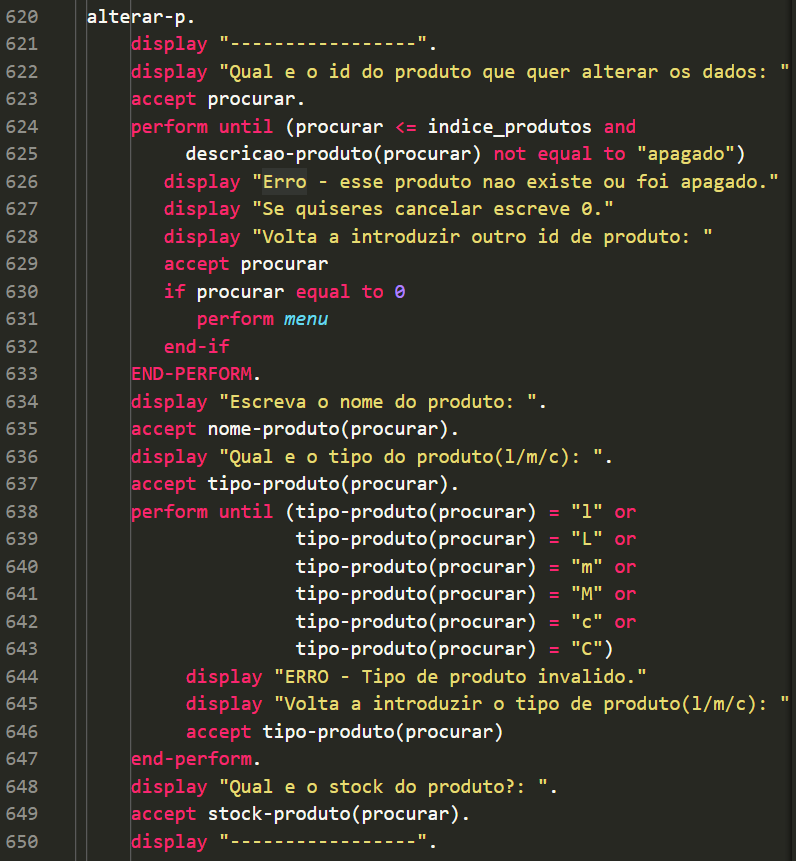 620 alterar-p.
621 display "-----------------".
622 display "Qual e o id do produto que quer alterar os dados: "
623 accept procurar.
624 perform until (procurar <= indice_produtos and
625 descricao-produto(procurar) not equal to "apagado")
626 display "Erro - esse produto nao existe ou foi apagado."
627 display "Se quiseres cancelar escreve 0."
628 display "Volta a introduzir outro id de produto: "
629 accept procurar
630 if procurar equal to 0
631 perform menu
632 end-if
633 END-PERFORM.
634 display "Escreva o nome do produto: ".
635 accept nome-produto(procurar).
636 display "Qual e o tipo do produto(l/m/c): ".
637 accept tipo-produto(procurar).
638 perform until (tipo-produto(procurar) = "l" or
639 tipo-produto(procurar) = "L" or
640 tipo-produto(procurar) = "m" or
641 tipo-produto(procurar) = "M" or
642 tipo-produto(procurar) = "c" or
643 tipo-produto(procurar) = "C")
644 display "ERRO - Tipo de produto invalido."
645 display "Volta a introduzir o tipo de produto(l/m/c): "
646 accept tipo-produto(procurar)
647 end-perform.
648 display "Qual e o stock do produto?: ".
649 accept stock-produto(procurar).
650 display "-----------------".